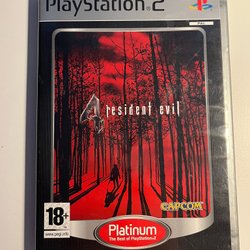 PlayStation 2
PAL
4 resident evil
CAPCOM
18+
www.pegi.info
Platinum
The Best of PlayStation 2